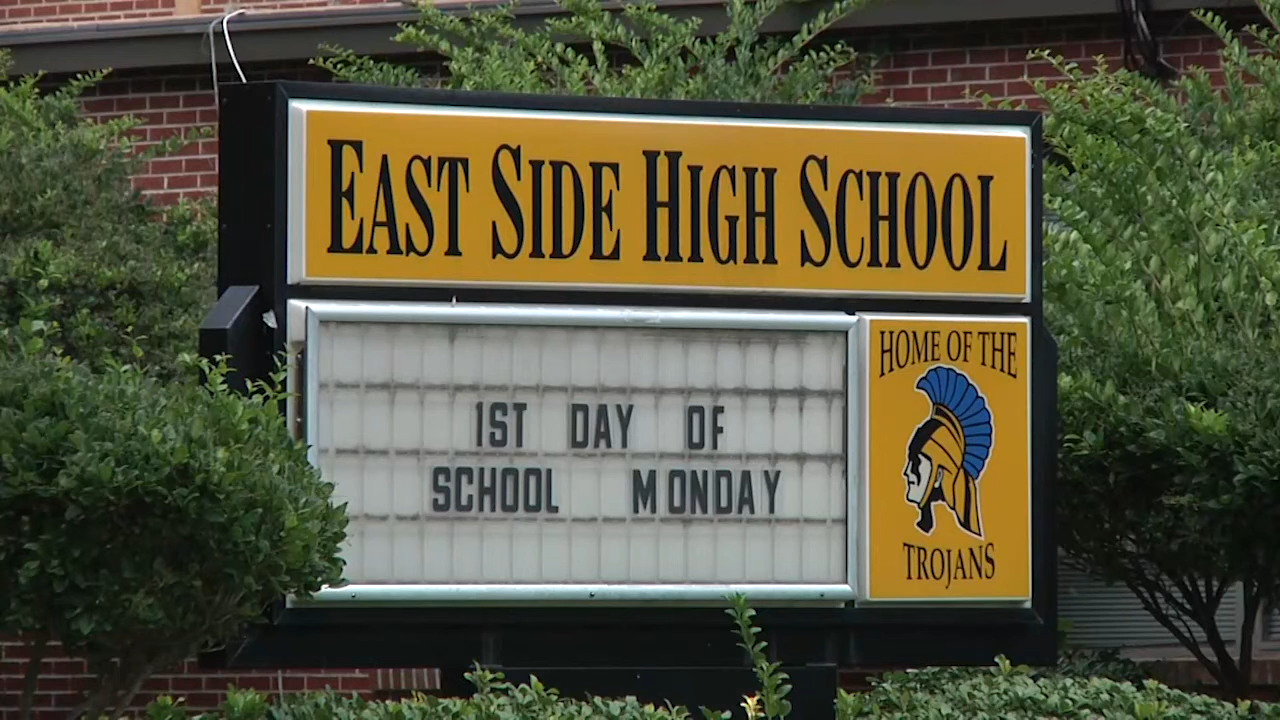 EAST SIDE HIGH SCHOOL
1ST DAY OF
SCHOOL MONDAY
HOME OF THE
TROJANS